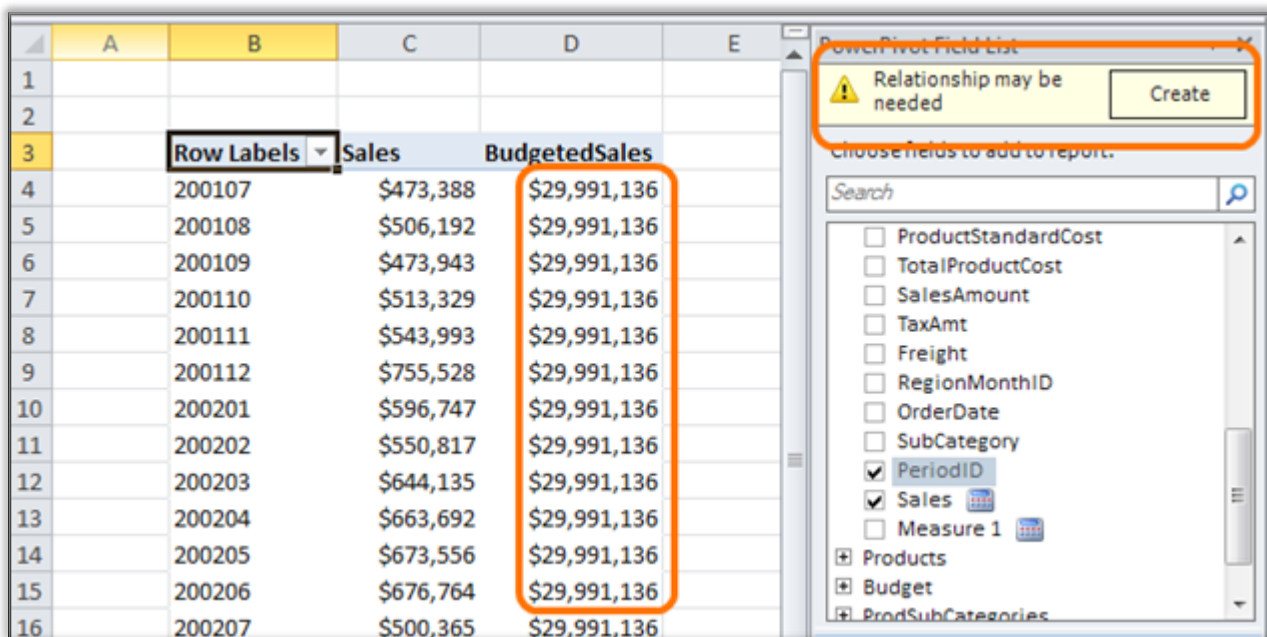 A B C D E
PowerPivot Field List
Relationship may be needed
Create
Choose fields to add to report:
Search
1
2
3 Row Labels Sales BudgetedSales
4 200107 $473,388 $29,991,136
5 200108 $506,192 $29,991,136
6 200109 $473,943 $29,991,136
7 200110 $513,329 $29,991,136
8 200111 $543,993 $29,991,136
9 200112 $755,528 $29,991,136
10 200201 $596,747 $29,991,136
11 200202 $550,817 $29,991,136
12 200203 $644,135 $29,991,136
13 200204 $663,692 $29,991,136
14 200205 $673,556 $29,991,136
15 200206 $676,764 $29,991,136
16 200207 $500,365 $29,991,136
ProductStandardCost
TotalProductCost
SalesAmount
TaxAmt
Freight
RegionMonthID
OrderDate
SubCategory
PeriodID
Sales
Measure 1
Products
Budget
ProdSubCategories